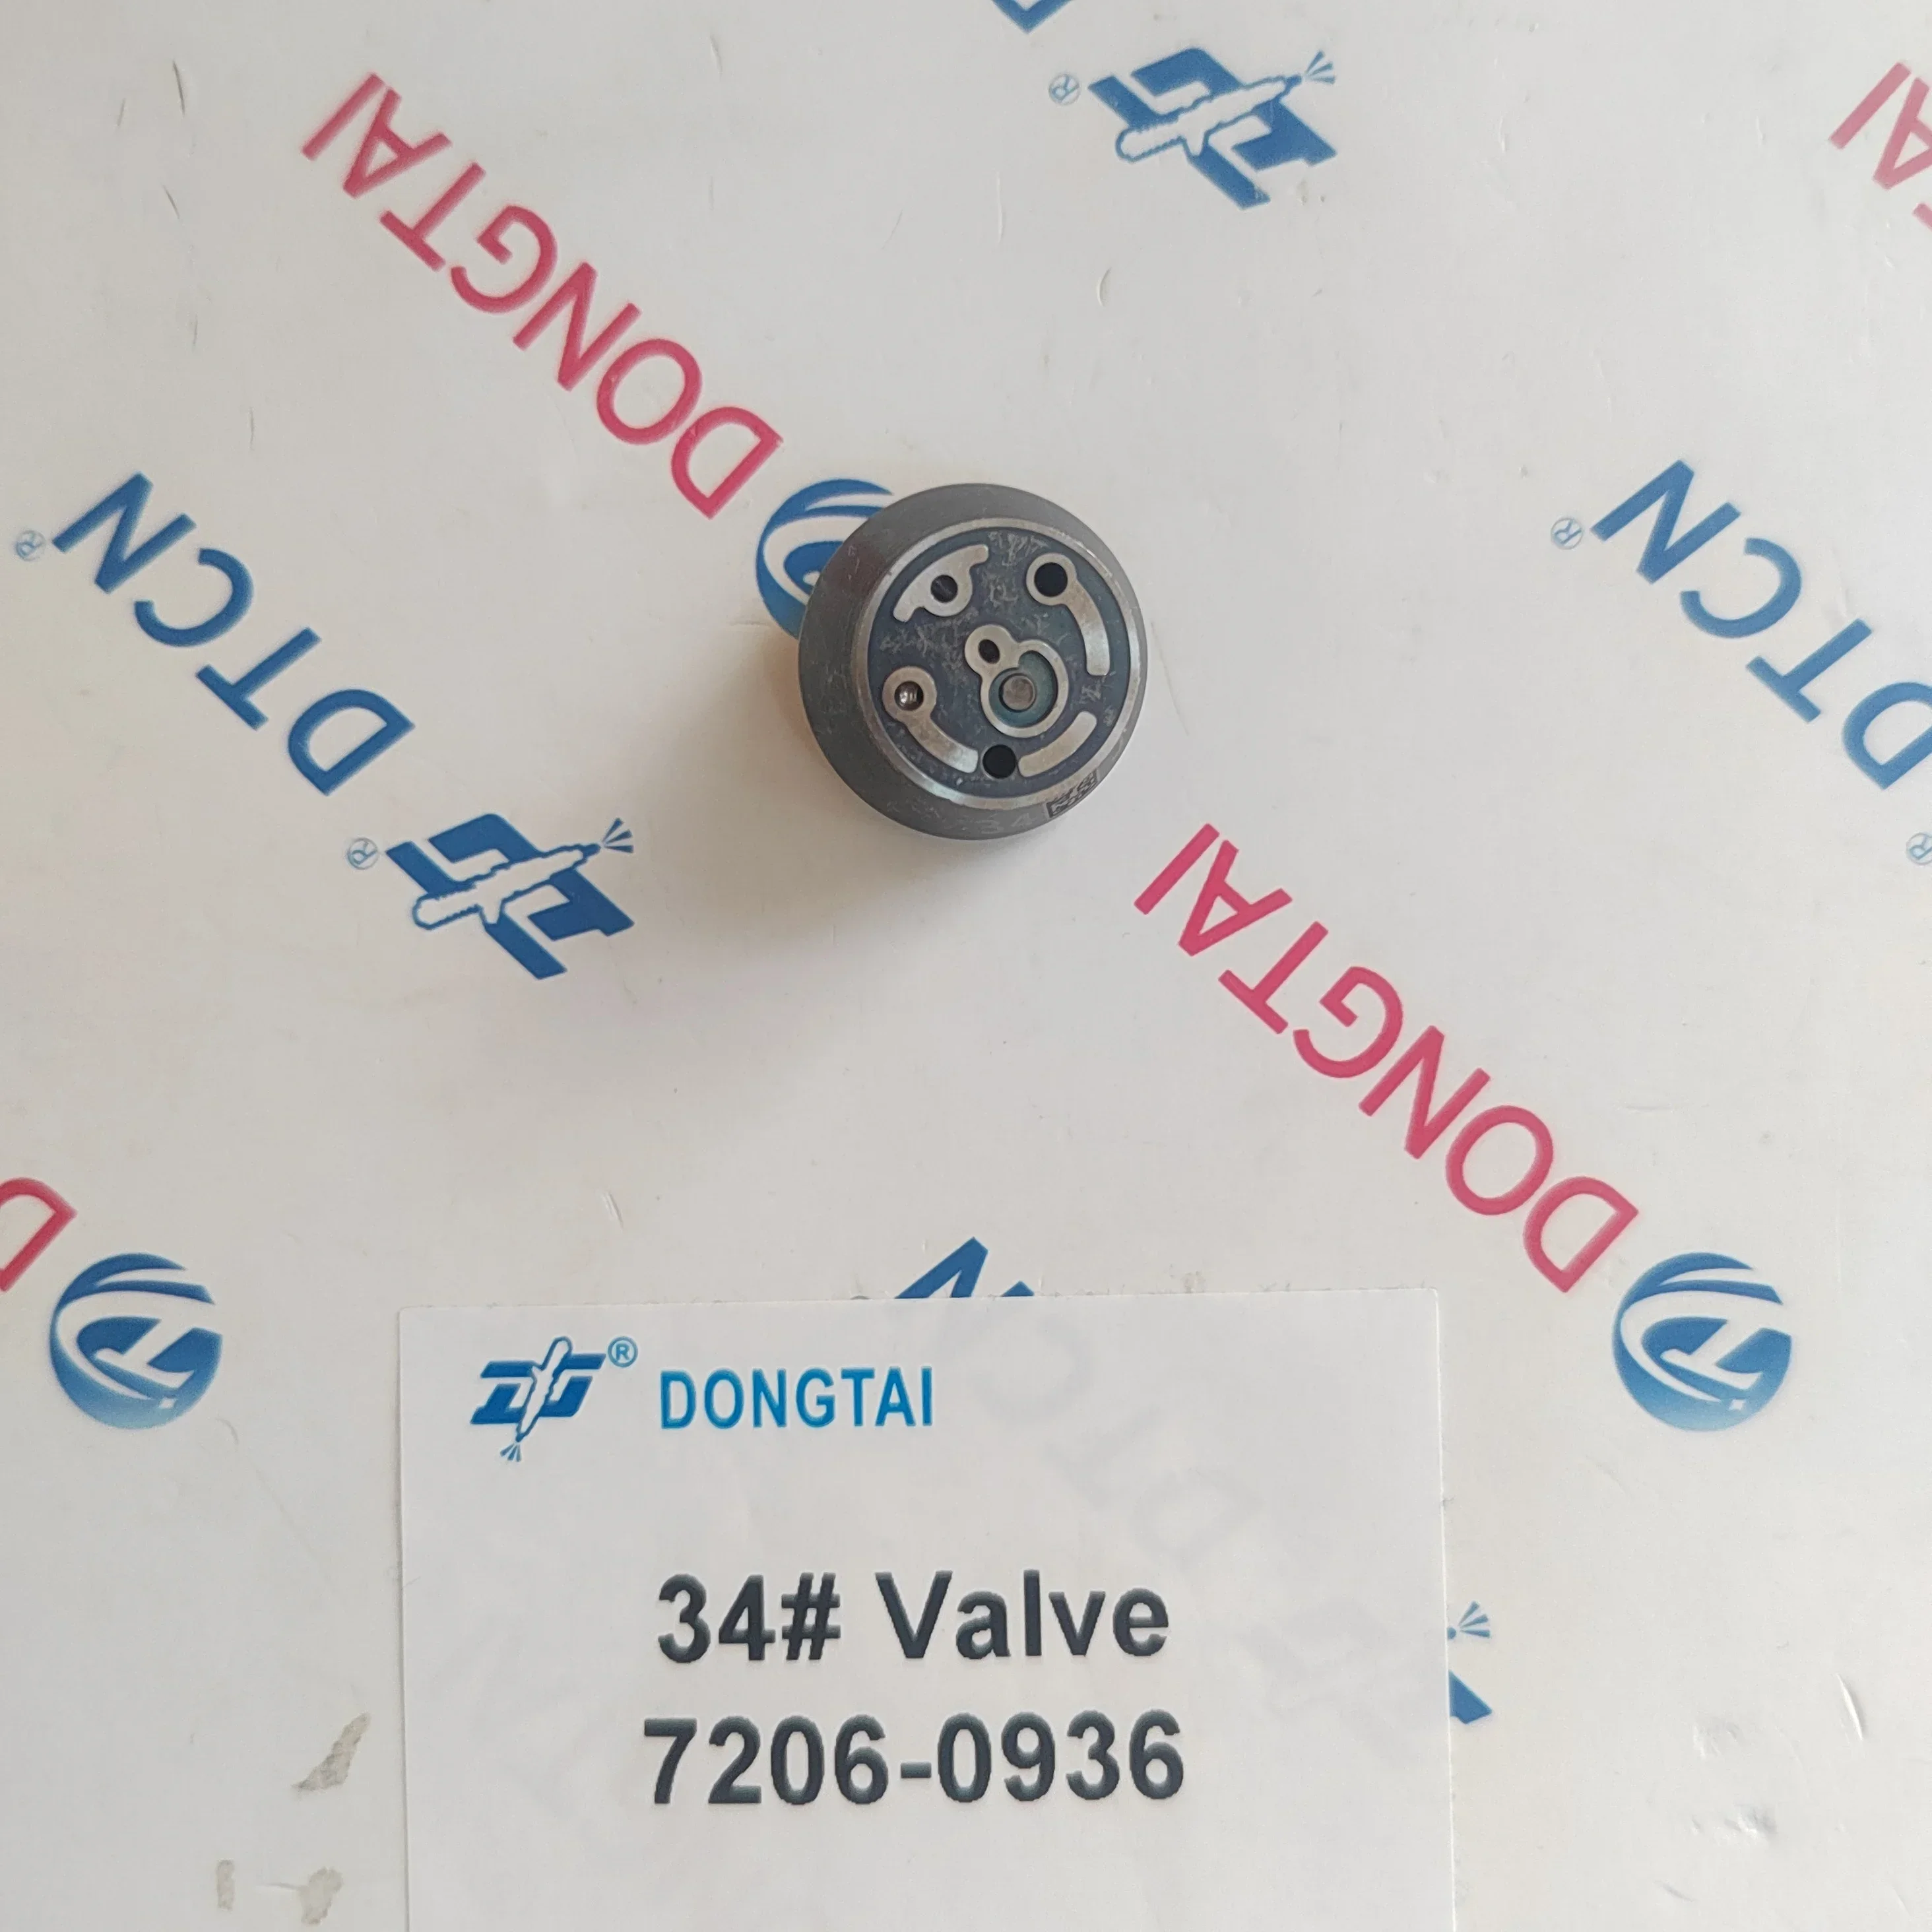 DONGTAI
DTCN
DTCN
DONGTAI
DONGTAI
34# Valve
7206-0936